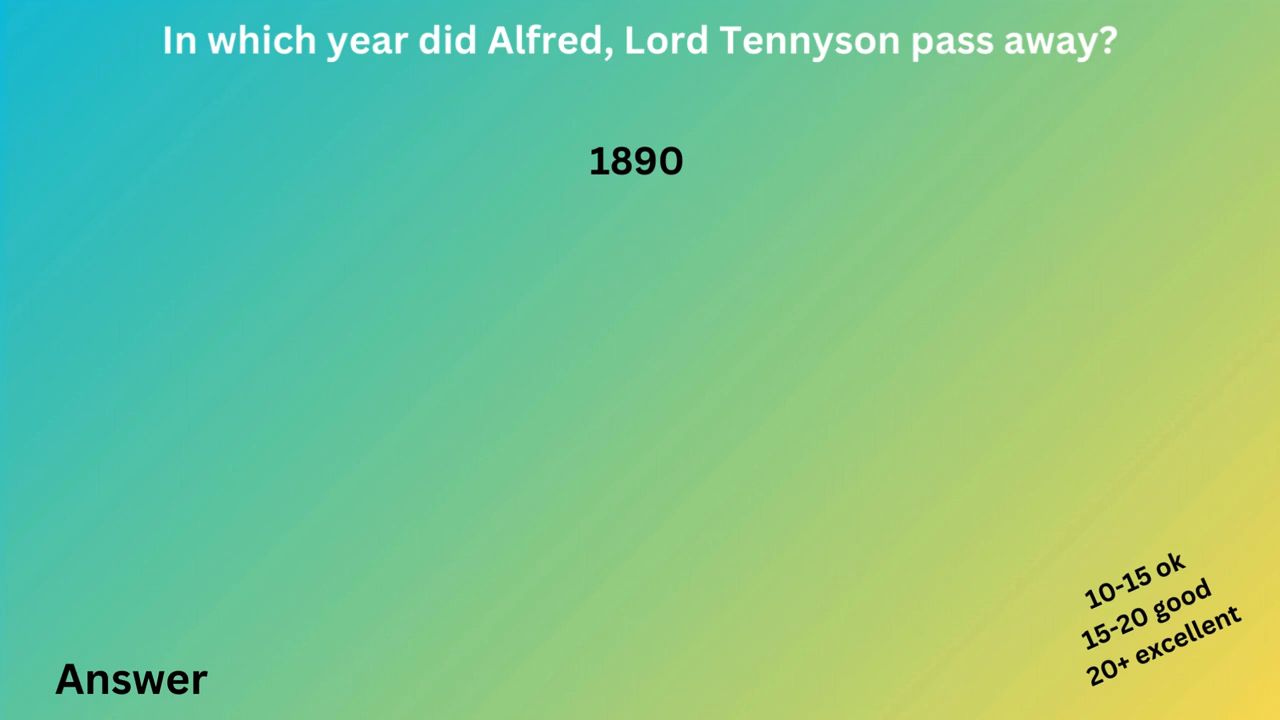 In which year did Alfred, Lord Tennyson pass away?
1890
10-15 ok
15-20 good
20+ excellent
Answer